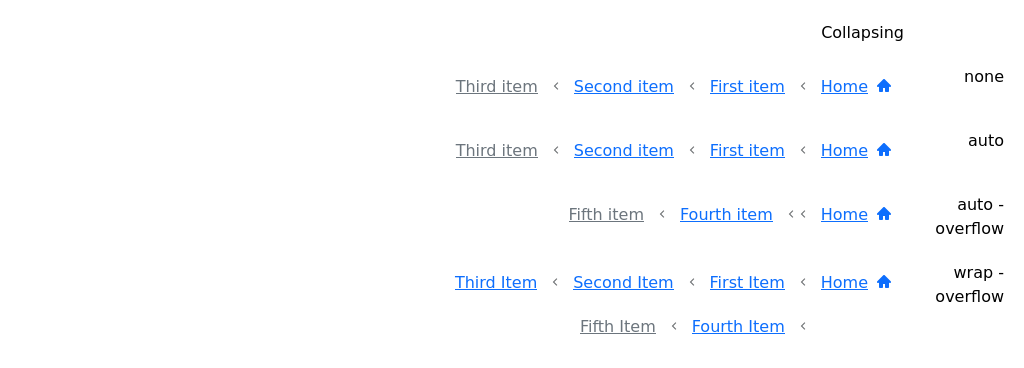 Collapsing
none
Home First item Second item Third item
auto
Home First item Second item Third item
auto -
overflow
Home Fourth item Fifth item
wrap -
overflow
Home First Item Second Item Third Item
Fourth Item Fifth Item